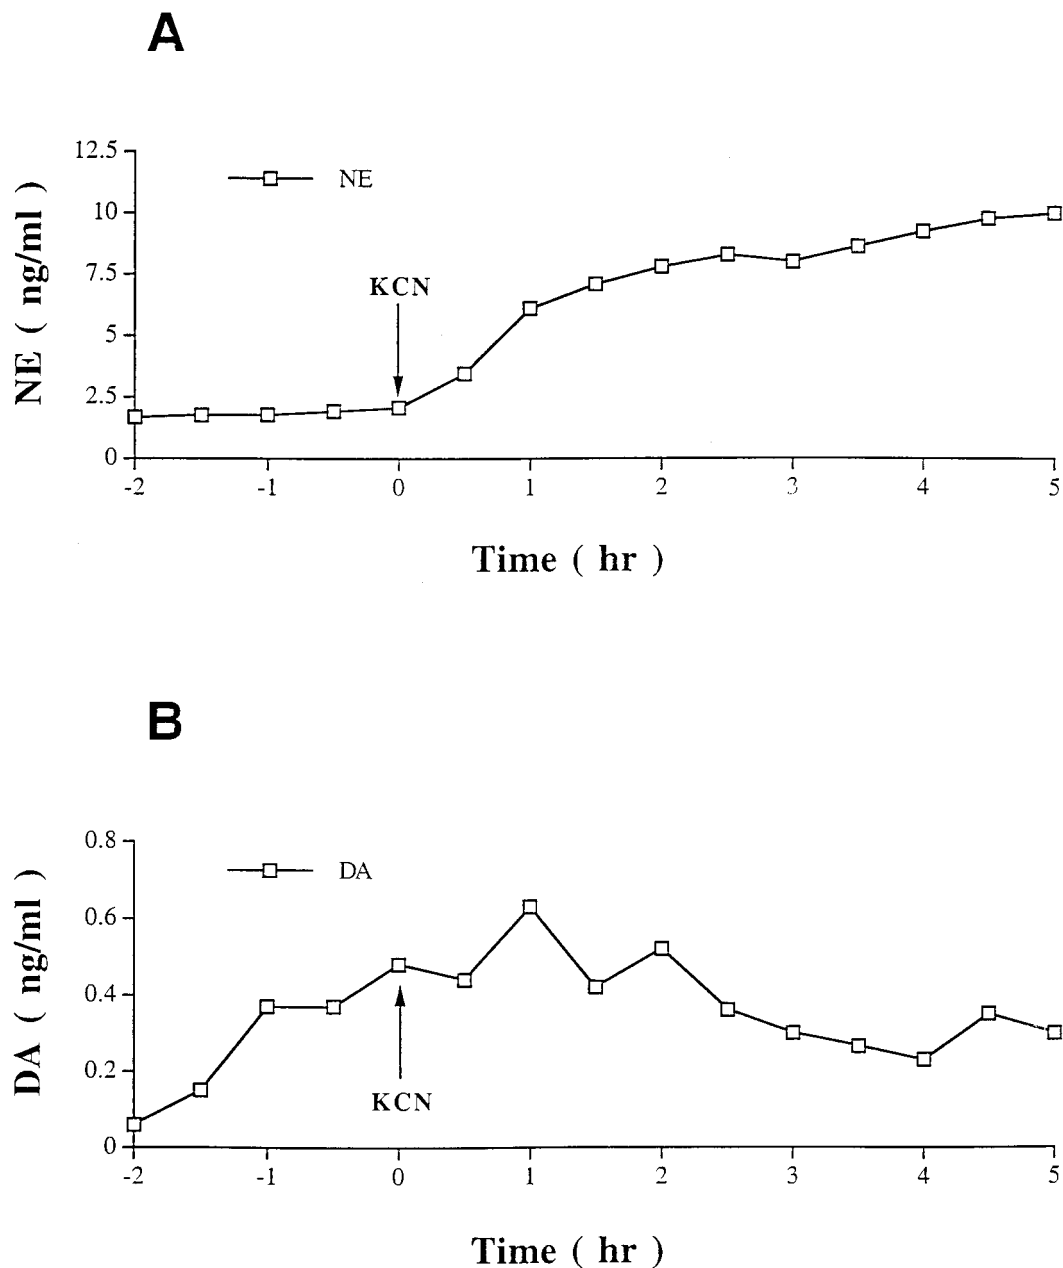 A
NE ( ng/ml )
12.5
10
7.5
5
2.5
0
NE
KCN
-2 -1 0 1 2 3 4 5
Time ( hr )
B
DA ( ng/ml )
0.8
0.6
0.4
0.2
0
DA
KCN
-2 -1 0 1 2 3 4 5
Time ( hr )